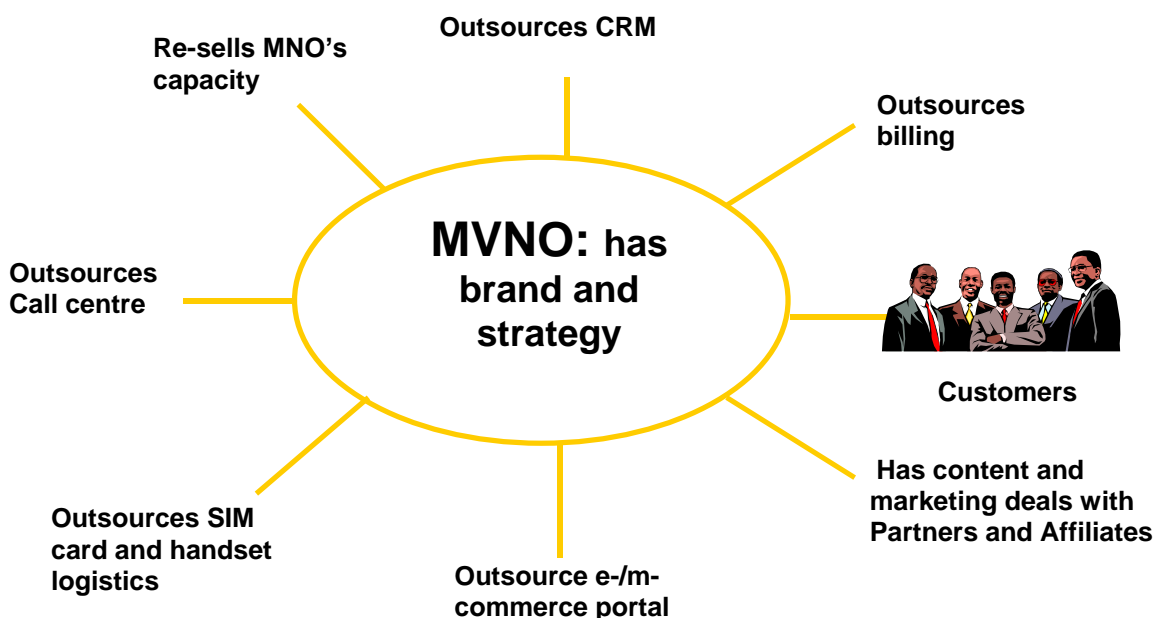 Outsources CRM
Re-sells MNO’s
capacity
Outsources
billing
MVNO: has
brand and
strategy
Outsources
Call centre
Customers
Has content and
marketing deals with
Partners and Affiliates
Outsources SIM
card and handset
logistics
Outsource e-/m-
commerce portal